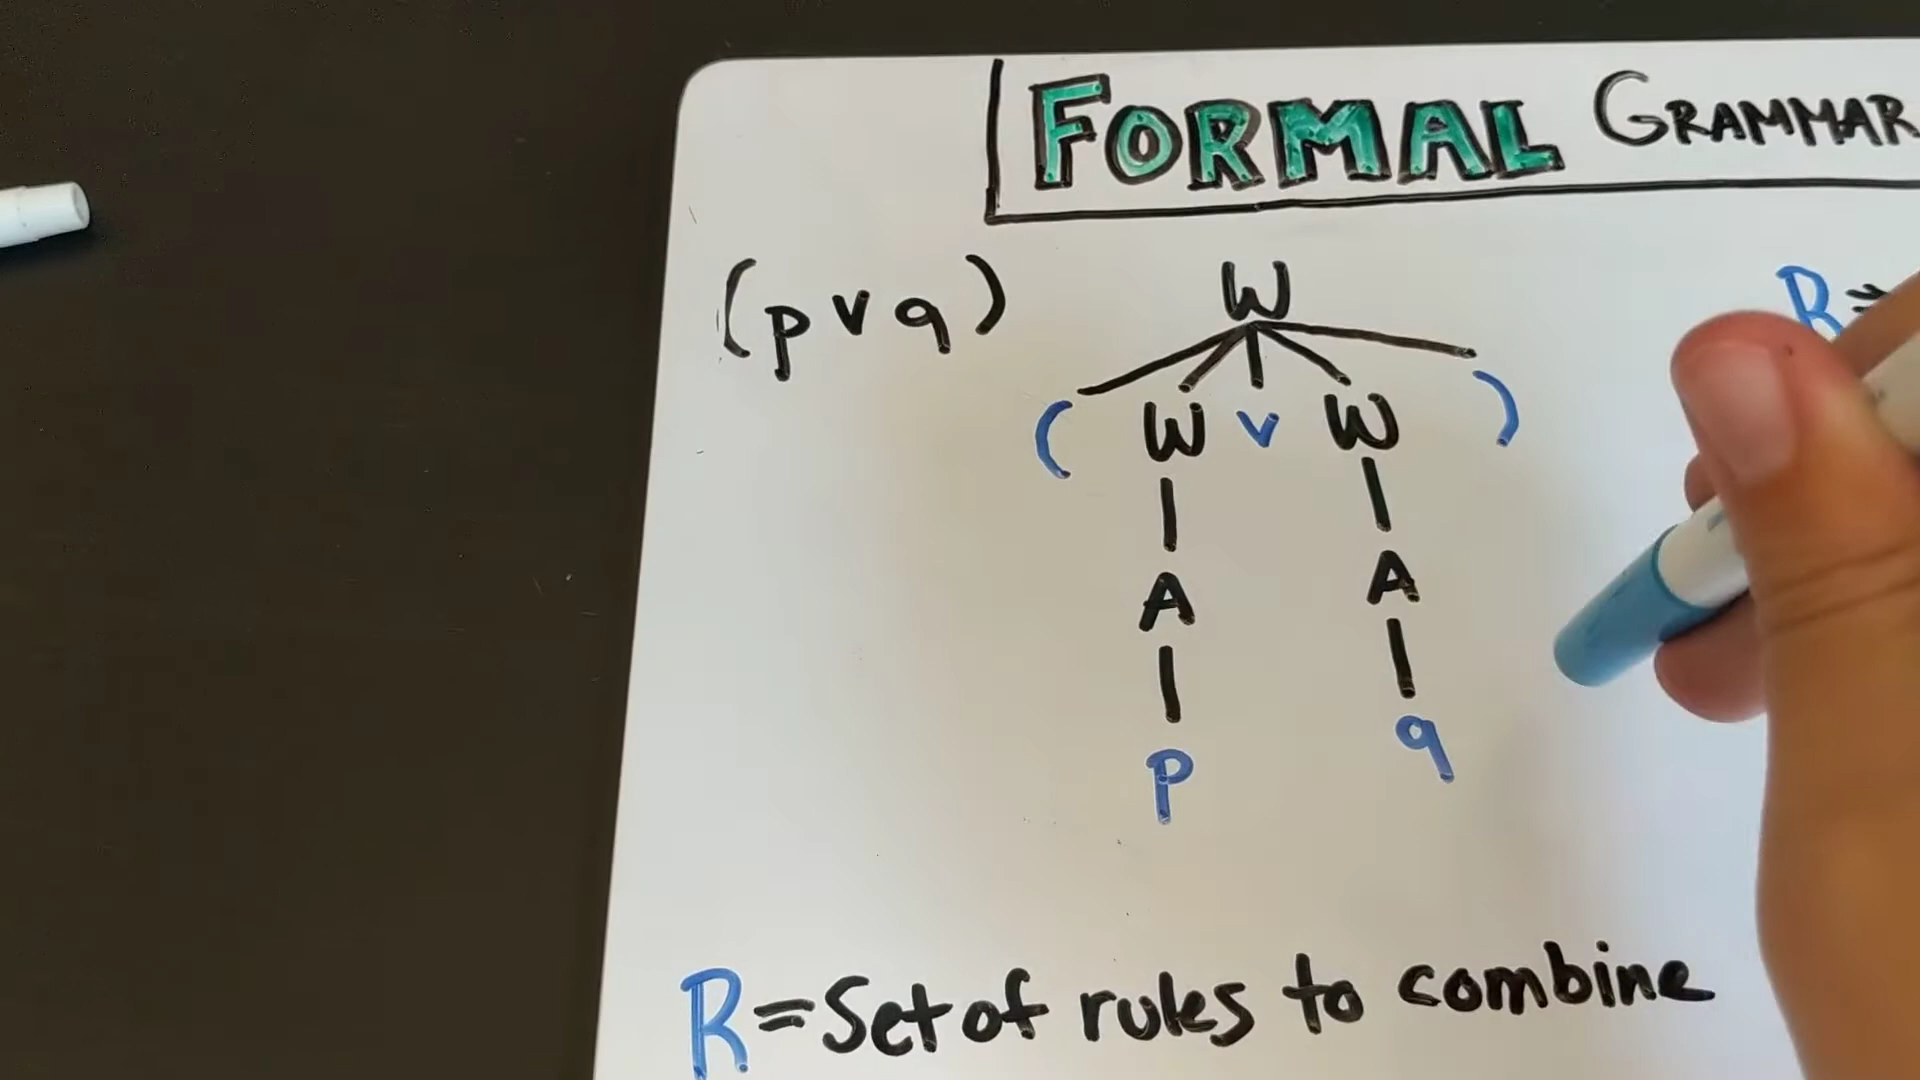 FORMAL GRAMMAR
(p v q)
W
( W v W )
A A
p q
R =
R = Set of rules to combine